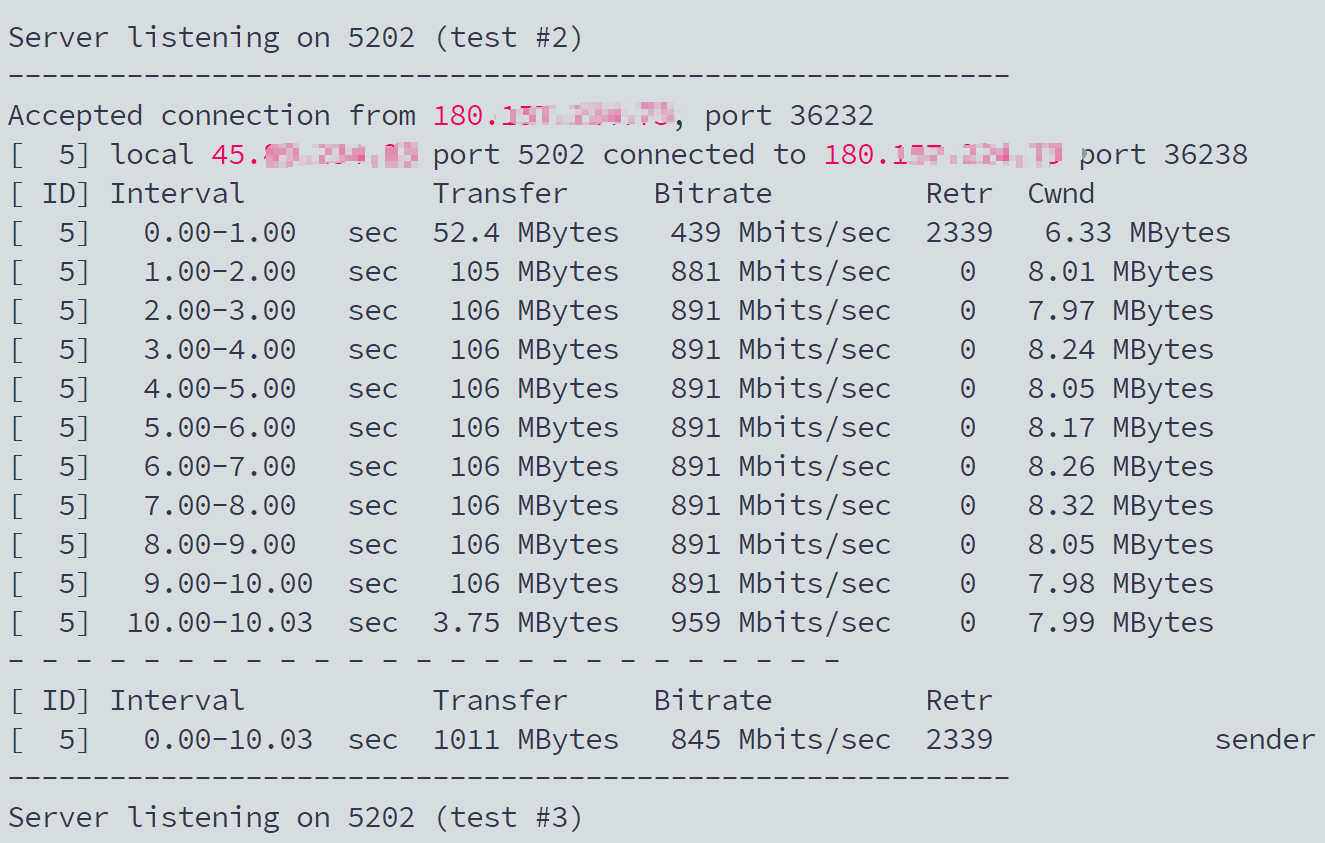 Server listening on 5202 (test #2)
-----------------------------------------------------------
Accepted connection from 180. , port 36232
[  5] local 45. port 5202 connected to 180.1 port 36238
[ ID] Interval           Transfer     Bitrate         Retr  Cwnd
[  5]   0.00-1.00   sec  52.4 MBytes   439 Mbits/sec  2339   6.33 MBytes
[  5]   1.00-2.00   sec   105 MBytes   881 Mbits/sec    0   8.01 MBytes
[  5]   2.00-3.00   sec   106 MBytes   891 Mbits/sec    0   7.97 MBytes
[  5]   3.00-4.00   sec   106 MBytes   891 Mbits/sec    0   8.24 MBytes
[  5]   4.00-5.00   sec   106 MBytes   891 Mbits/sec    0   8.05 MBytes
[  5]   5.00-6.00   sec   106 MBytes   891 Mbits/sec    0   8.17 MBytes
[  5]   6.00-7.00   sec   106 MBytes   891 Mbits/sec    0   8.26 MBytes
[  5]   7.00-8.00   sec   106 MBytes   891 Mbits/sec    0   8.32 MBytes
[  5]   8.00-9.00   sec   106 MBytes   891 Mbits/sec    0   8.05 MBytes
[  5]   9.00-10.00  sec   106 MBytes   891 Mbits/sec    0   7.98 MBytes
[  5]  10.00-10.03  sec  3.75 MBytes   959 Mbits/sec    0   7.99 MBytes
- - - - - - - - - - - - - - - - - - - - - - - - -
[ ID] Interval           Transfer     Bitrate         Retr
[  5]   0.00-10.03  sec  1011 MBytes   845 Mbits/sec  2339             sender
-----------------------------------------------------------
Server listening on 5202 (test #3)